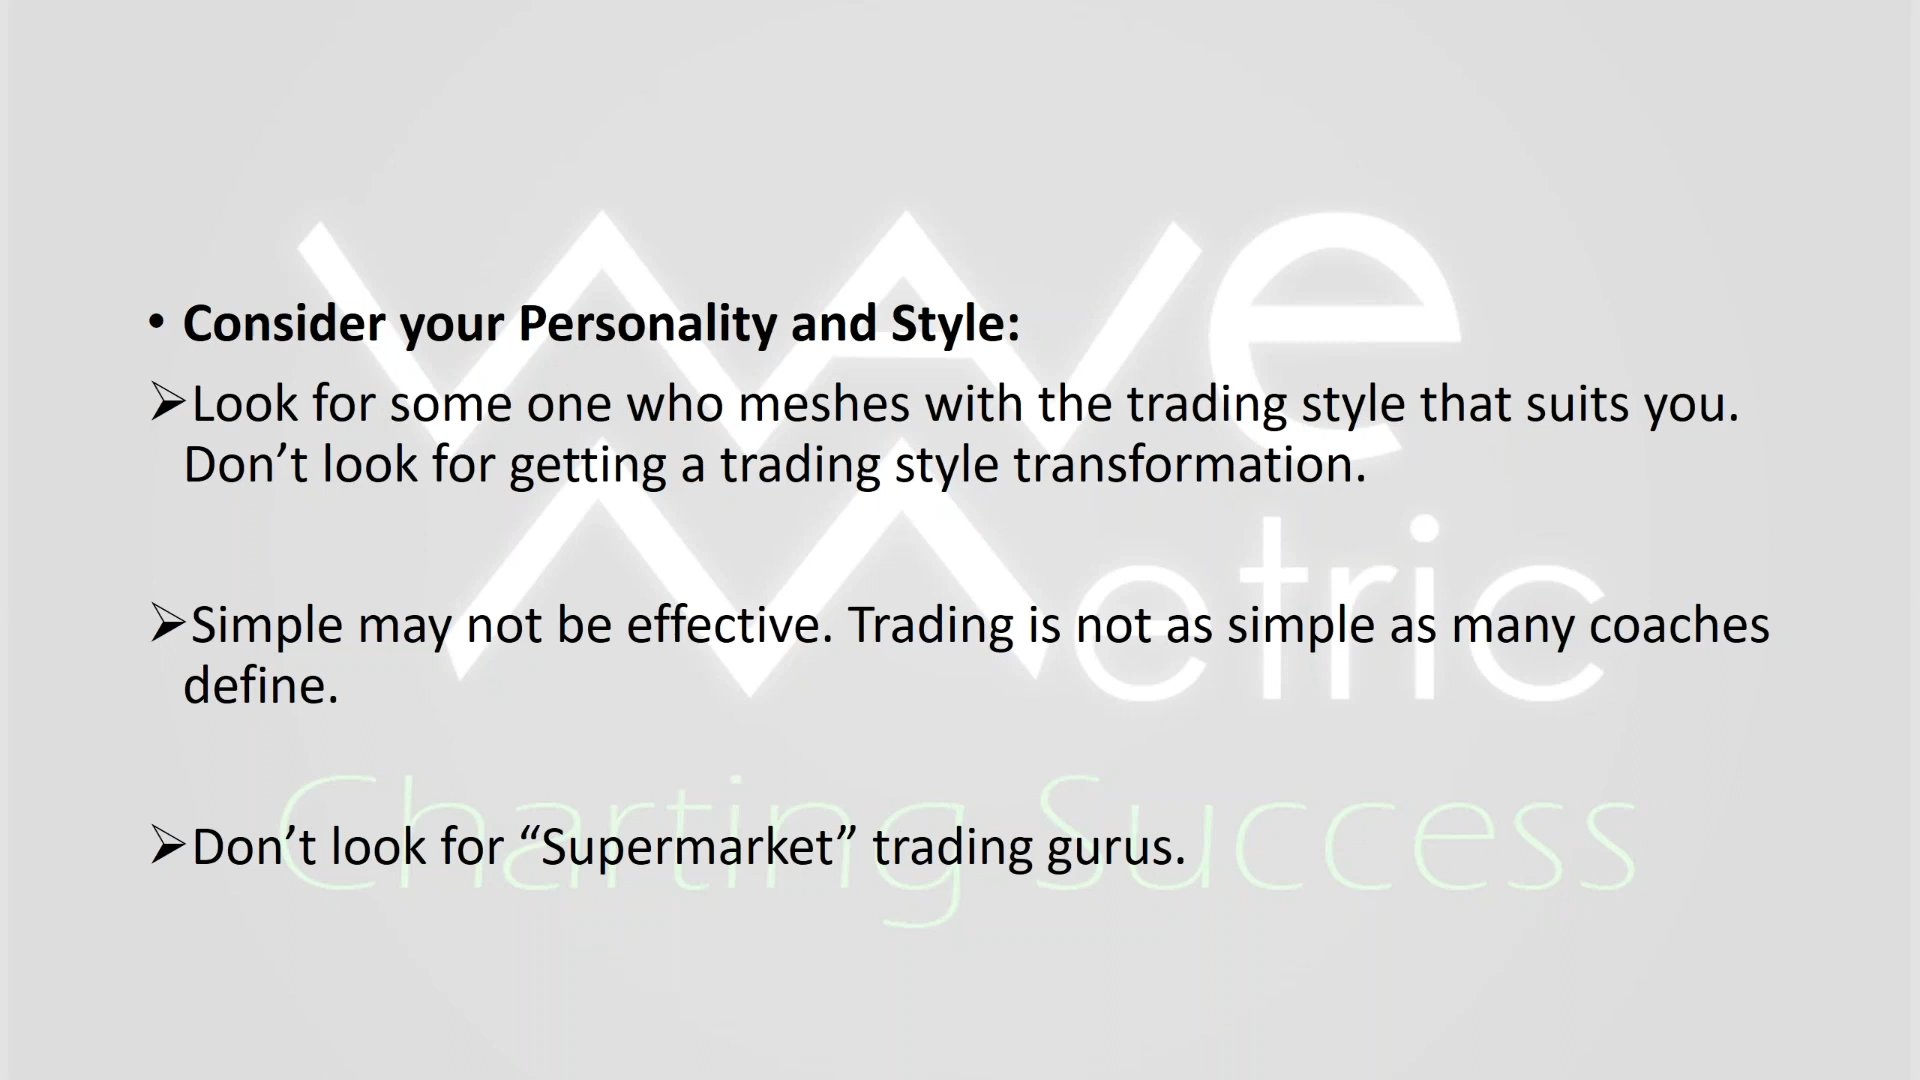 • Consider your Personality and Style:
➢Look for some one who meshes with the trading style that suits you.
Don’t look for getting a trading style transformation.
➢Simple may not be effective. Trading is not as simple as many coaches
define.
➢Don’t look for “Supermarket” trading gurus.
Wave
Metric
Charting Success